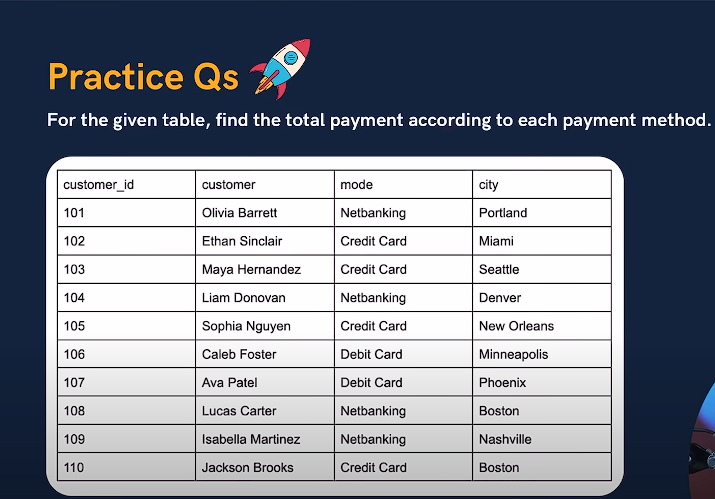 Practice Qs
For the given table, find the total payment according to each payment method.
customer_id customer mode city
101 Olivia Barrett Netbanking Portland
102 Ethan Sinclair Credit Card Miami
103 Maya Hernandez Credit Card Seattle
104 Liam Donovan Netbanking Denver
105 Sophia Nguyen Credit Card New Orleans
106 Caleb Foster Debit Card Minneapolis
107 Ava Patel Debit Card Phoenix
108 Lucas Carter Netbanking Boston
109 Isabella Martinez Netbanking Nashville
110 Jackson Brooks Credit Card Boston